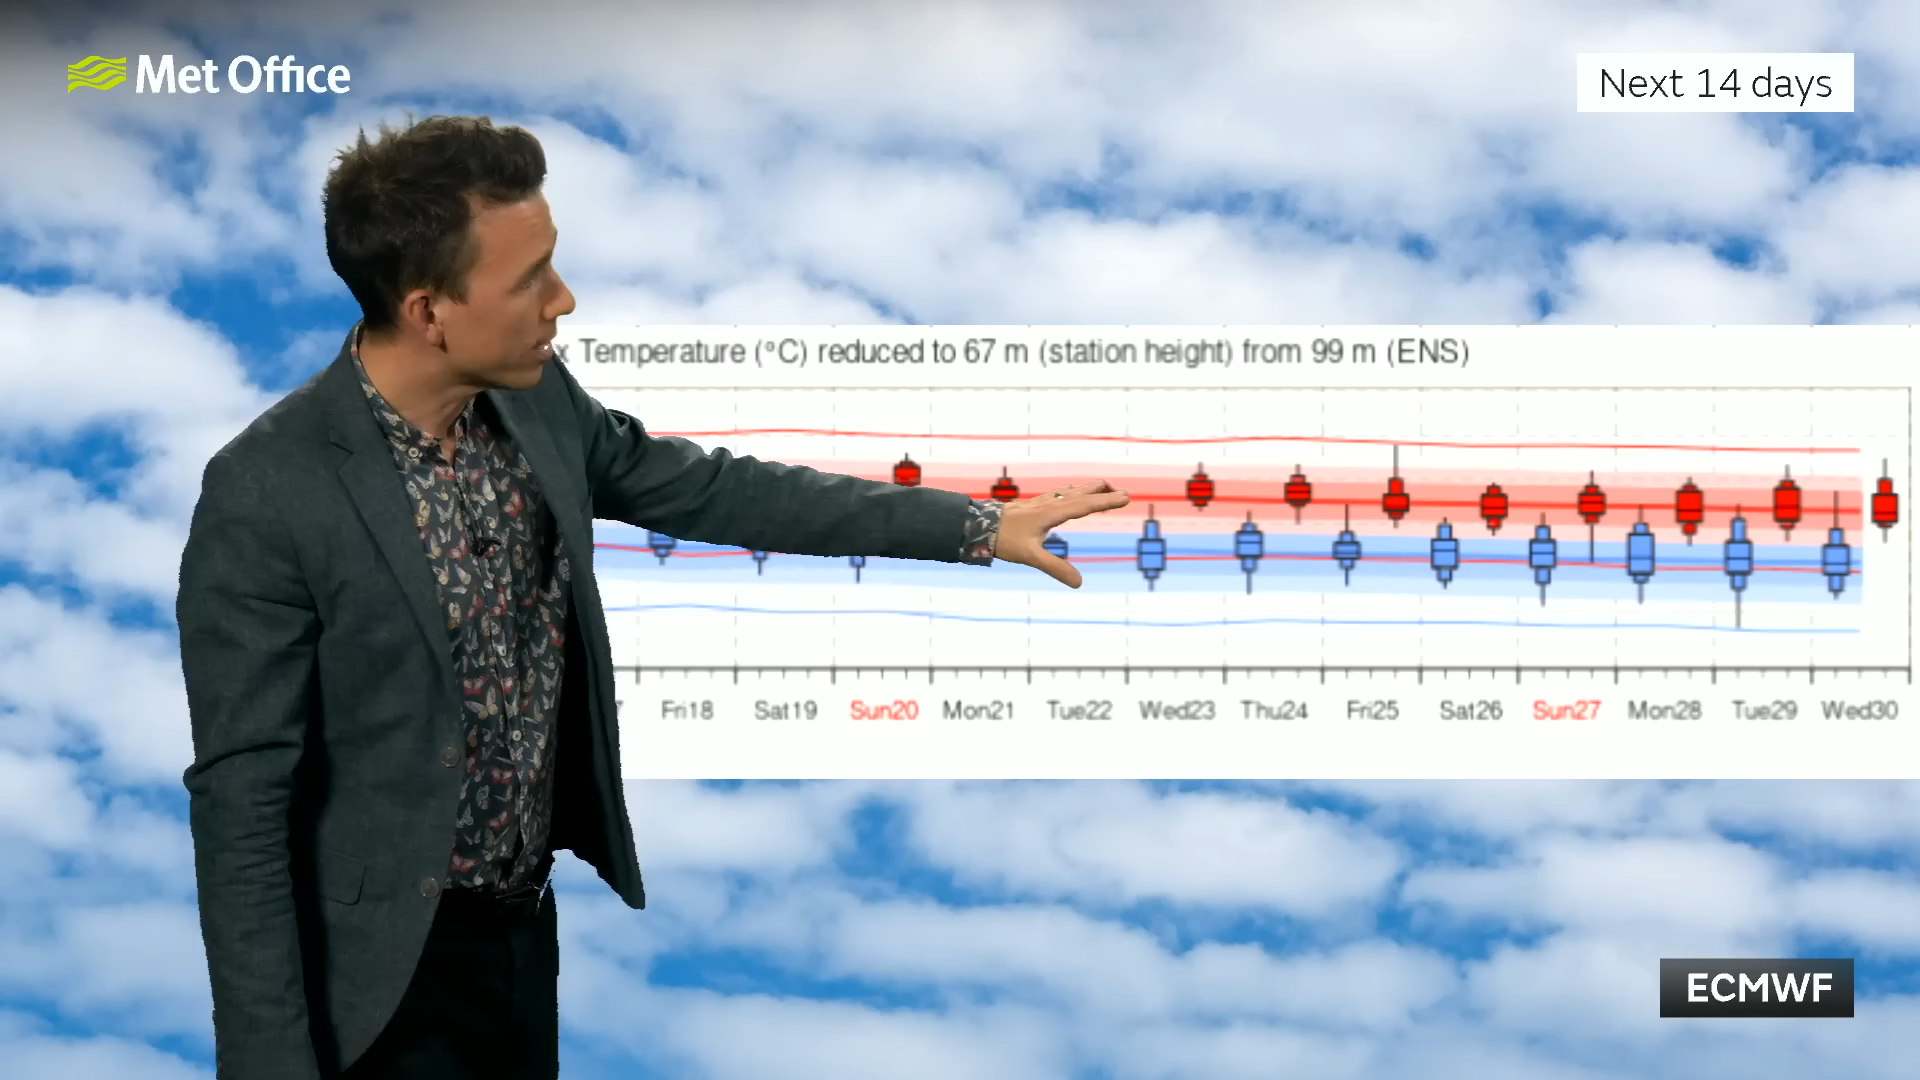 Met Office
Next 14 days
Temperature (°C) reduced to 67 m (station height) from 99 m (ENS)
Fri18 Sat19 Sun20 Mon21 Tue22 Wed23 Thu24 Fri25 Sat26 Sun27 Mon28 Tue29 Wed30
ECMWF